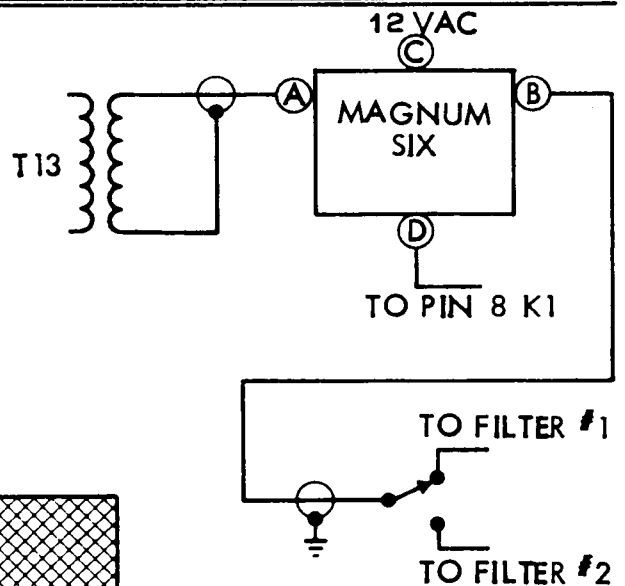 12 VAC
C
A
B
MAGNUM
SIX
T13
D
TO PIN 8 K1
TO FILTER #1
TO FILTER #2